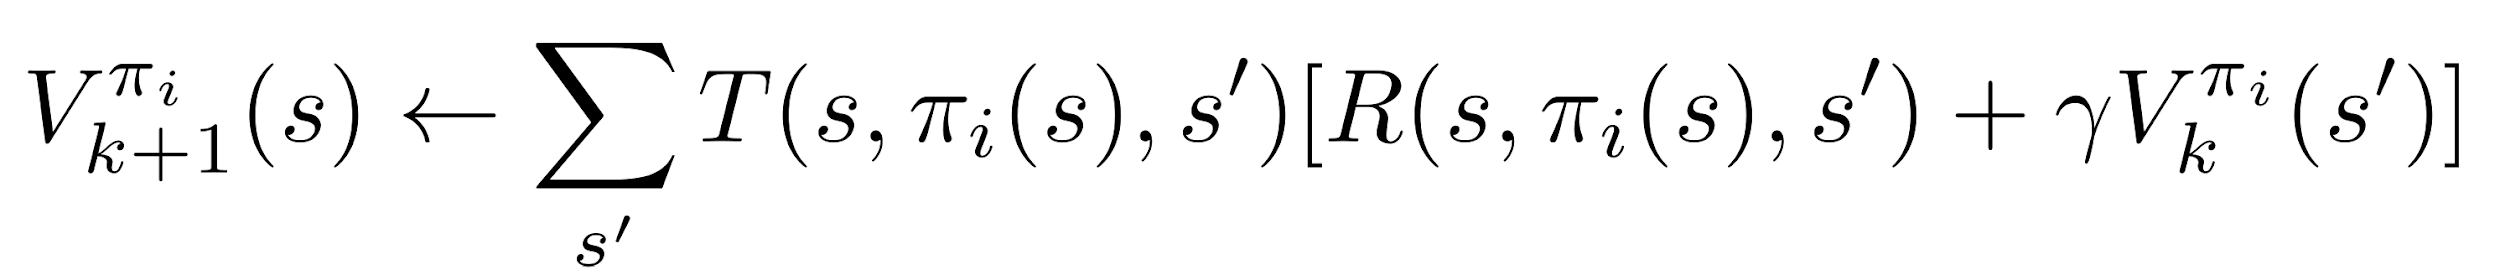 $V_{k+1}^{\pi_i}(s) \leftarrow \sum_{s'} T(s, \pi_i(s), s')[R(s, \pi_i(s), s') + \gamma V_k^{\pi_i}(s')]$